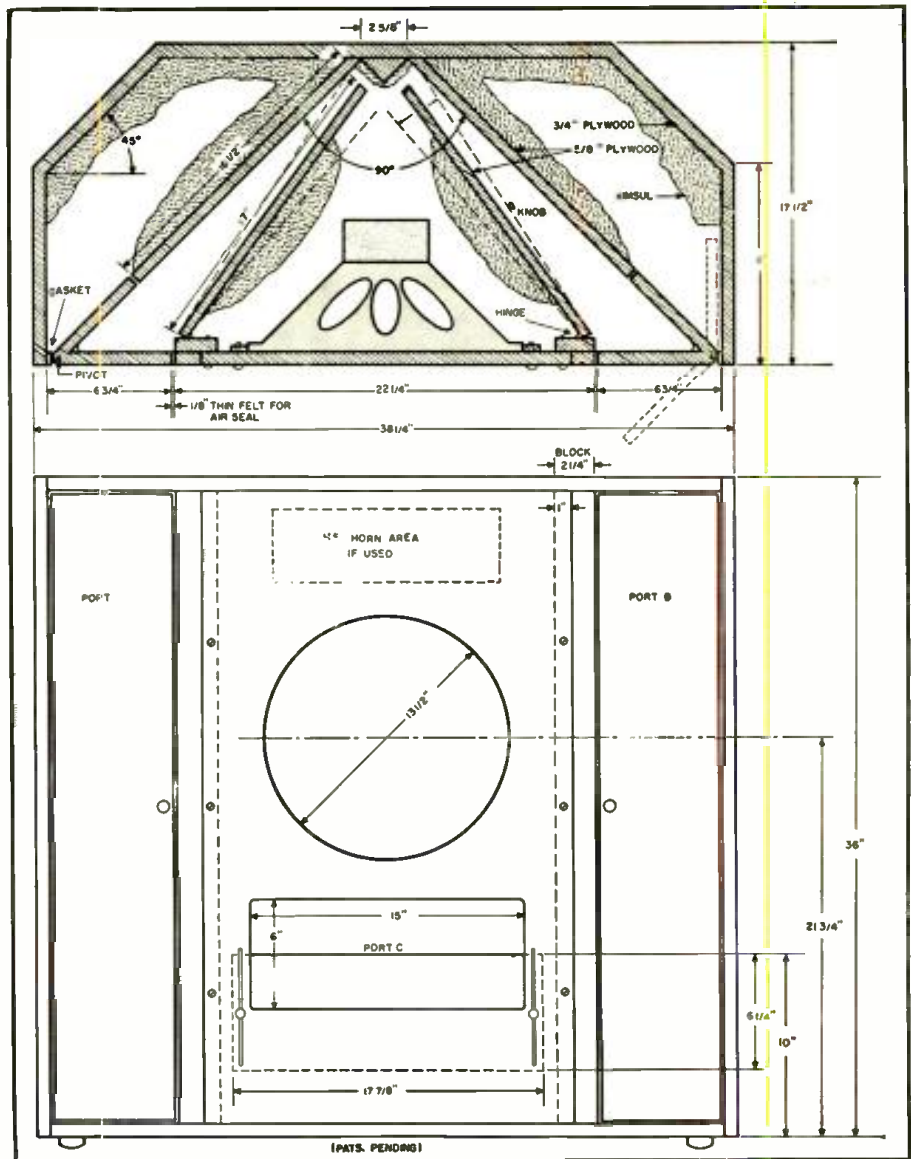 2 5/8"
45°
90°
3/4" PLYWOOD
5/8" PLYWOOD
KNOB
17 1/2"
HINGE
PIVOT
6 3/4"
22 1/4"
6 3/4"
1/8" THIN FELT FOR
AIR SEAL
38 1/4"
BLOCK
2 1/4"
1"
HORN AREA
IF USED
PORT
PORT B
13 1/2"
36"
21 3/4"
15"
6"
PORT C
6 1/4"
10"
17 7/8"
(PATS. PENDING)